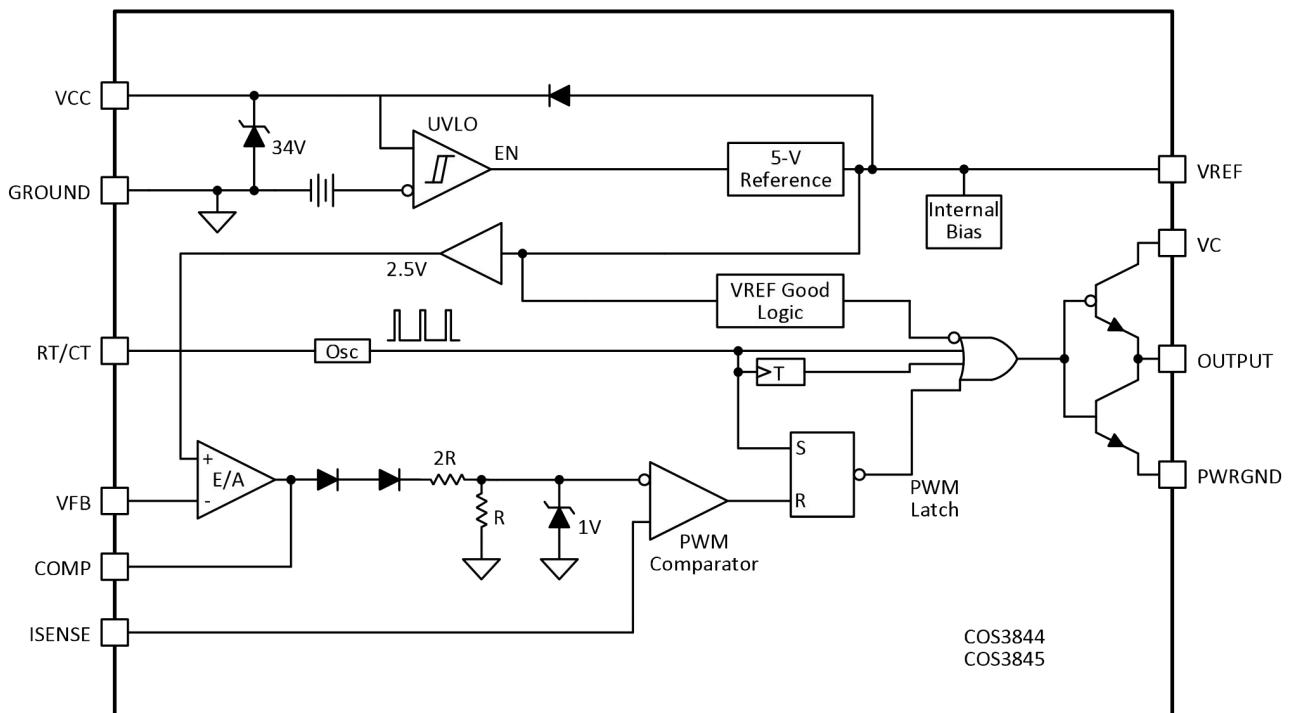 VCC
UVLO
34V
EN
5-V
Reference
GROUND
VREF
Internal
Bias
VC
2.5V
VREF Good
Logic
RT/CT
Osc
T
OUTPUT
+
E/A
-
2R
R
1V
S
R
PWM
Latch
VFB
PWRGND
COMP
PWM
Comparator
ISENSE
COS3844
COS3845